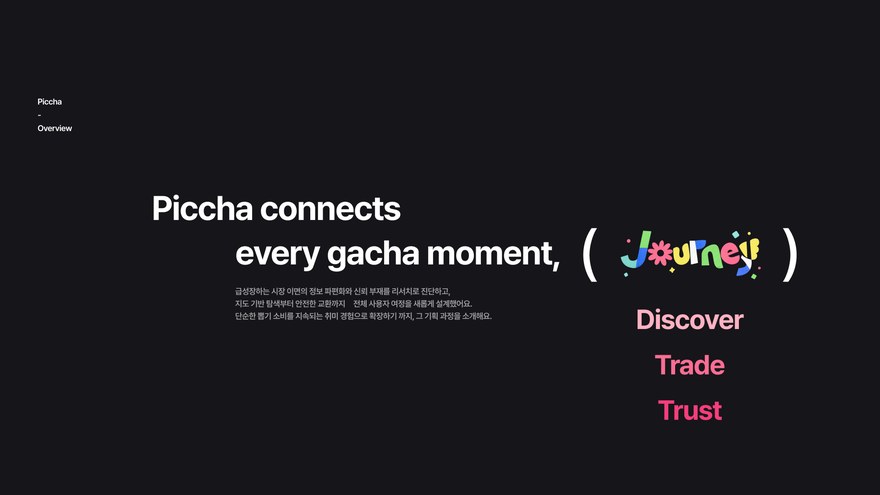 Piccha
-
Overview
Piccha connects
every gacha moment, ( Journey )
급성장하는 시장 이면의 정보 파편화와 신뢰 부재를 리서치로 진단하고,
지도 기반 탐색부터 안전한 교환까지 전체 사용자 여정을 새롭게 설계했어요.
단순한 뽑기 소비를 지속되는 취미 경험으로 확장하기 까지, 그 기획 과정을 소개해요.
Discover
Trade
Trust